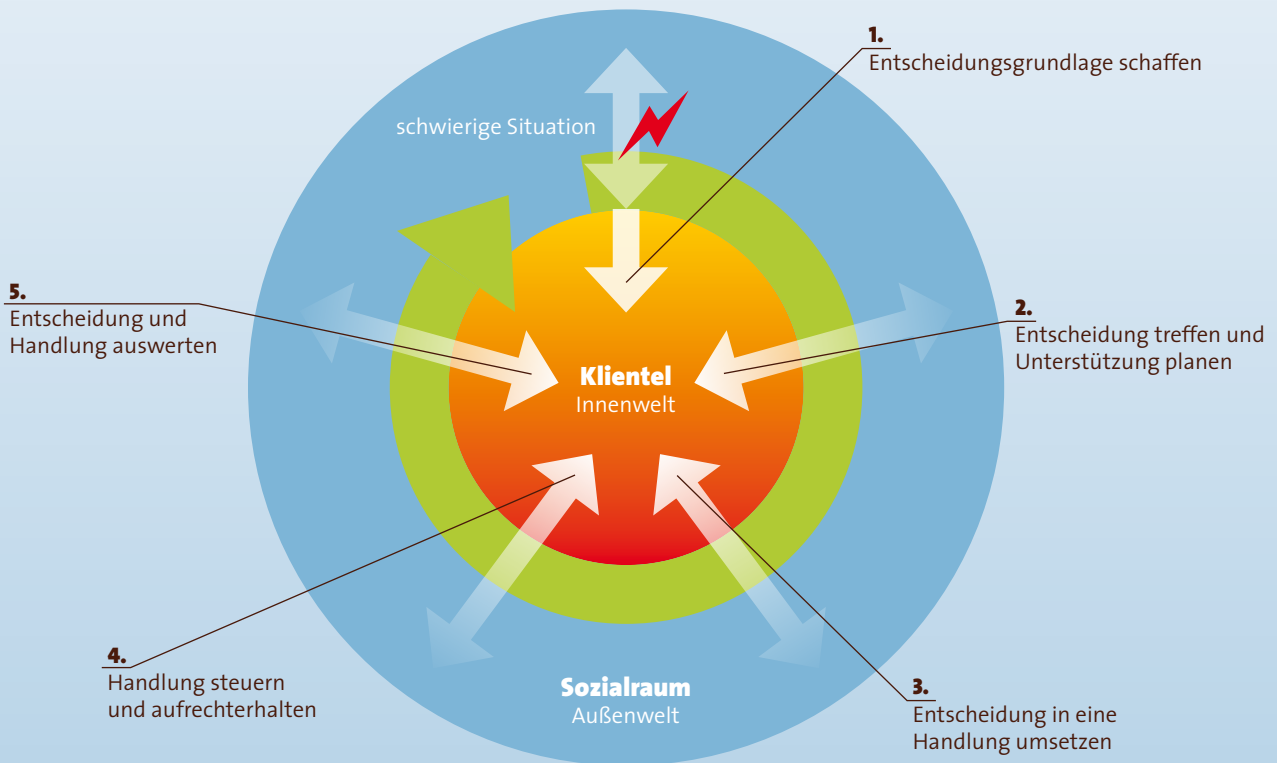 1.
Entscheidungsgrundlage schaffen
schwierige Situation
5.
Entscheidung und
Handlung auswerten
2.
Entscheidung treffen und
Unterstützung planen
Klientel
Innenwelt
4.
Handlung steuern
und aufrechterhalten
Sozialraum
Außenwelt
3.
Entscheidung in eine
Handlung umsetzen